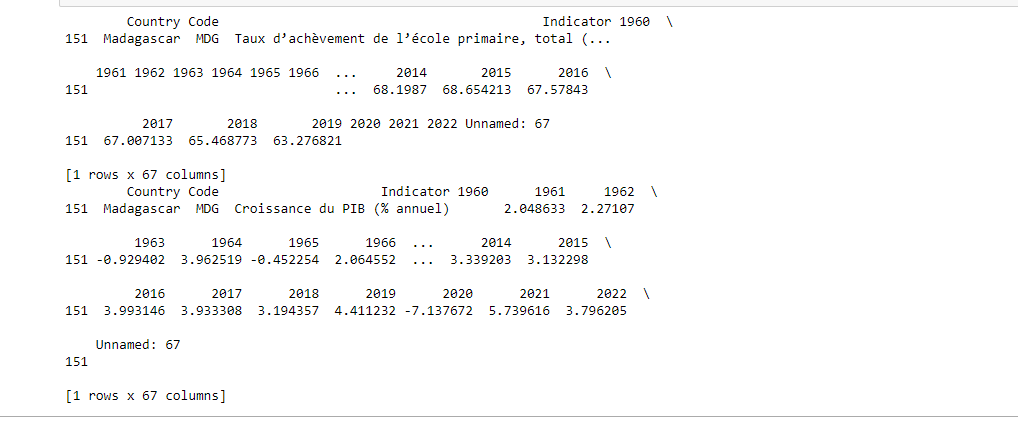 Country Code Indicator 1960 \
151 Madagascar MDG Taux d’achèvement de l’école primaire, total (...
1961 1962 1963 1964 1965 1966 ... 2014 2015 2016 \
151 ... 68.1987 68.654213 67.57843
2017 2018 2019 2020 2021 2022 Unnamed: 67
151 67.007133 65.468773 63.276821
[1 rows x 67 columns]
Country Code Indicator 1960 1961 1962 \
151 Madagascar MDG Croissance du PIB (% annuel) 2.048633 2.27107
1963 1964 1965 1966 ... 2014 2015 \
151 -0.929402 3.962519 -0.452254 2.064552 ... 3.339203 3.132298
2016 2017 2018 2019 2020 2021 2022 \
151 3.993146 3.933308 3.194357 4.411232 -7.137672 5.739616 3.796205
Unnamed: 67
151
[1 rows x 67 columns]